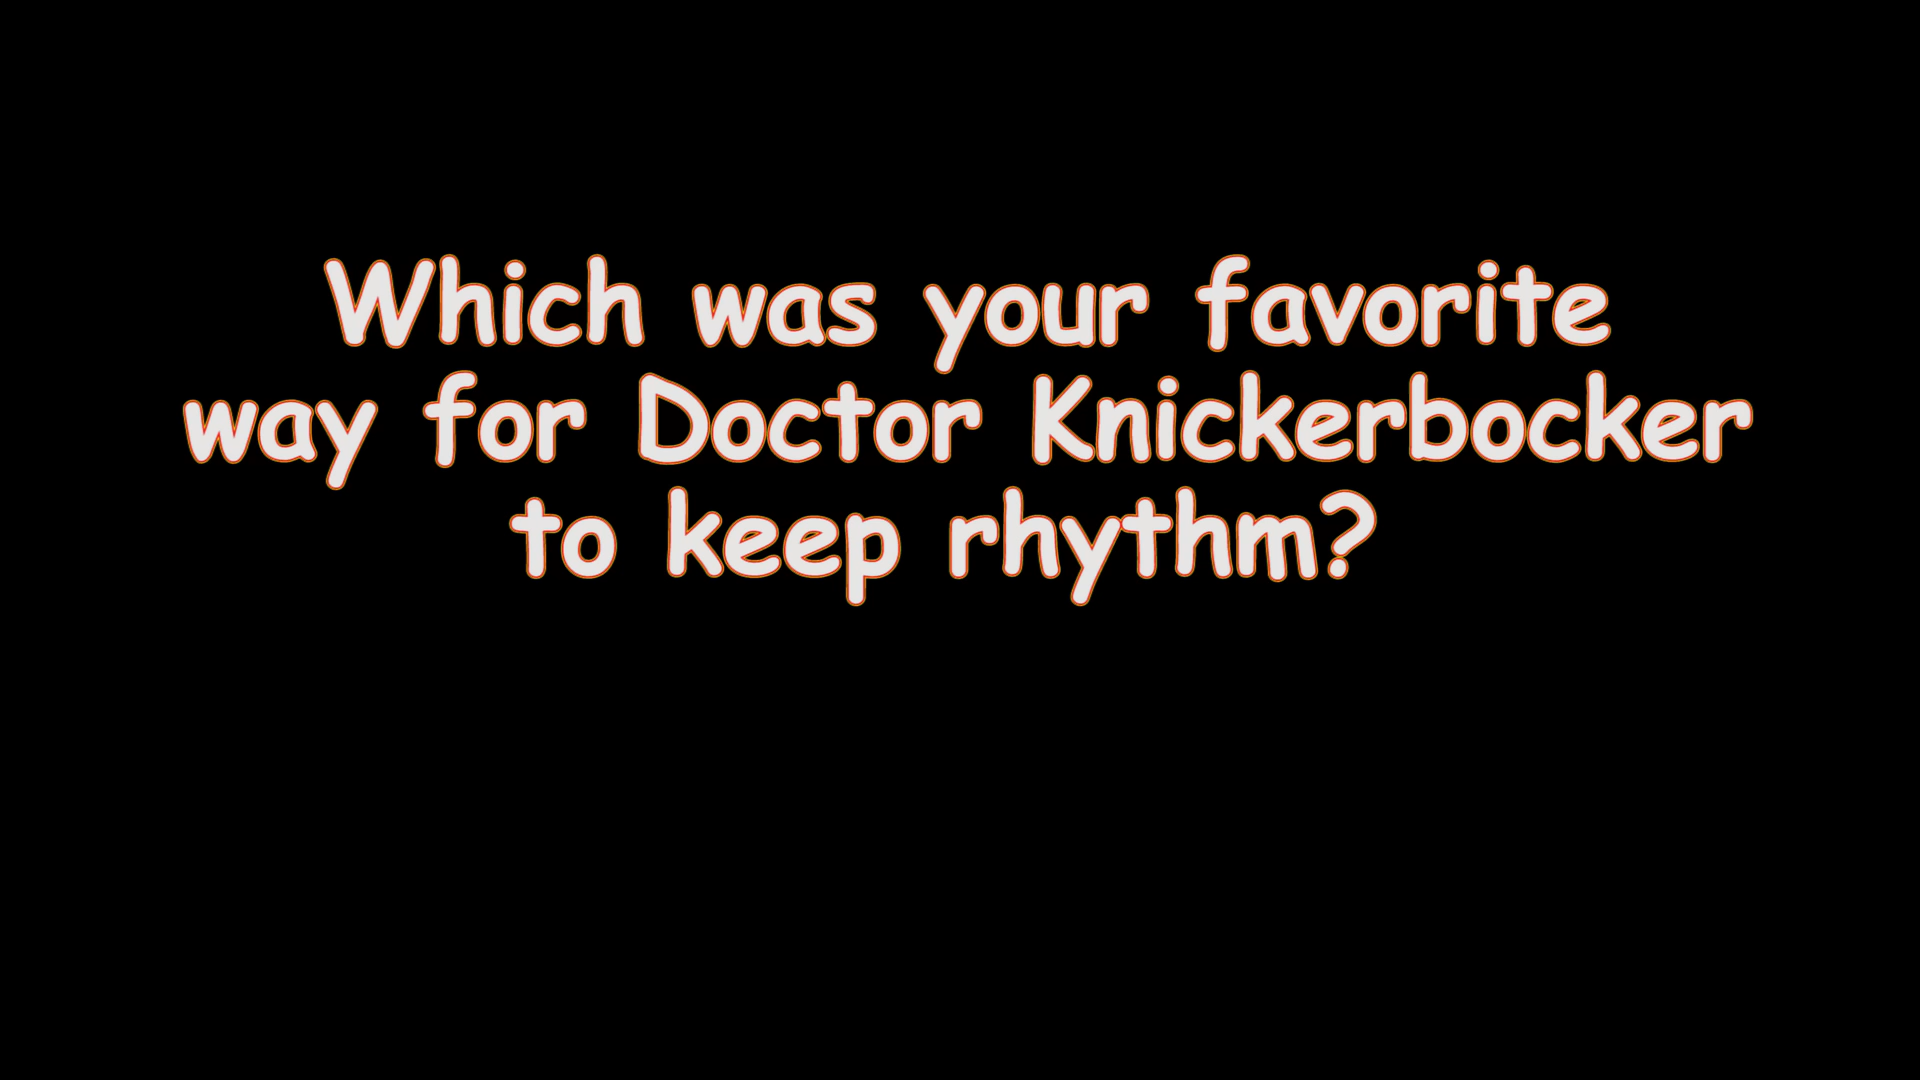 Which was your favorite
way for Doctor Knickerbocker
to keep rhythm?